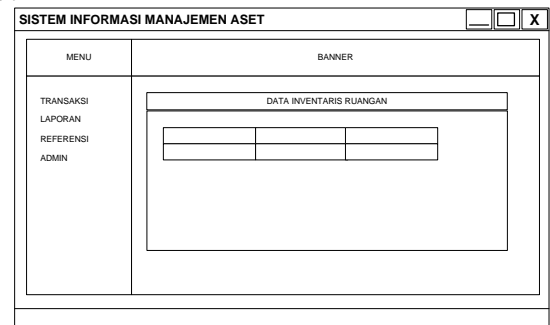 SISTEM INFORMASI MANAJEMEN ASET
X
MENU
BANNER
TRANSAKSI
LAPORAN
REFERENSI
ADMIN
DATA INVENTARIS RUANGAN